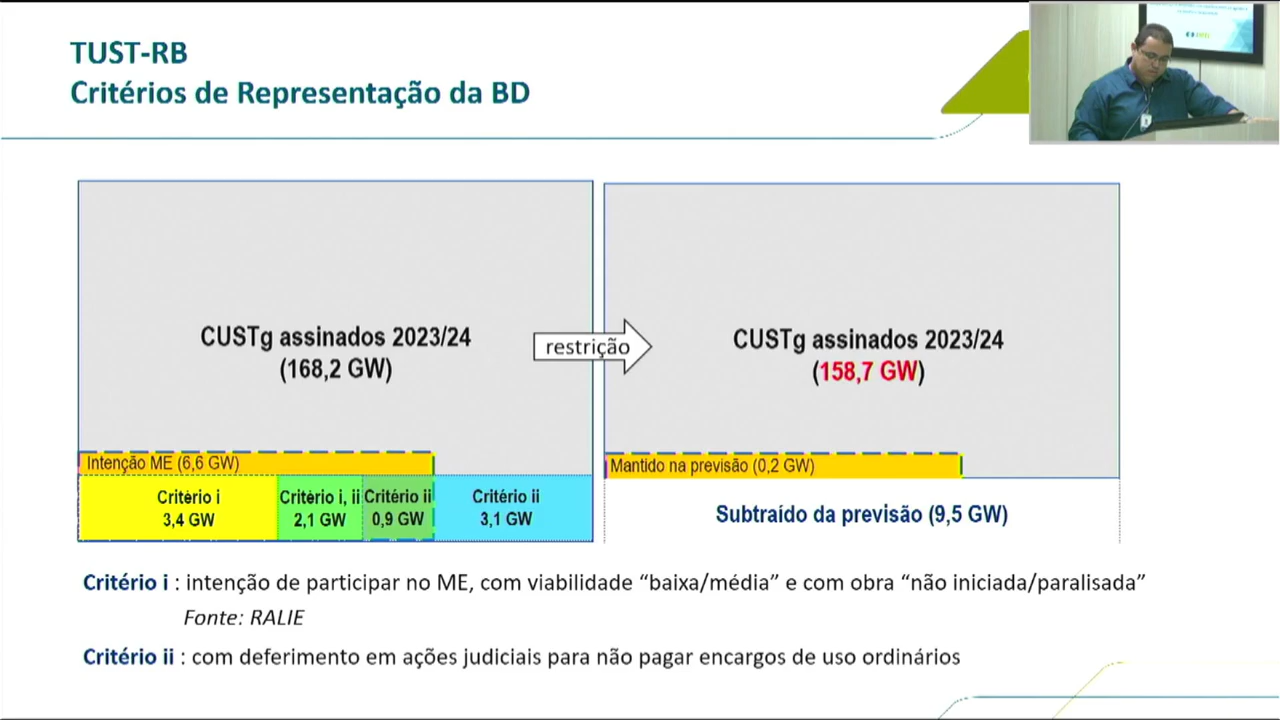 TUST-RB
Critérios de Representação da BD
CUSTg assinados 2023/24
(168,2 GW)
restrição
CUSTg assinados 2023/24
(158,7 GW)
Intenção ME (6,6 GW)
Mantido na previsão (0,2 GW)
Critério i
3,4 GW
Critério i, ii
2,1 GW
Critério ii
0,9 GW
Critério ii
3,1 GW
Subtraído da previsão (9,5 GW)
Critério i : intenção de participar no ME, com viabilidade “baixa/média” e com obra “não iniciada/paralisada”
Fonte: RALIE
Critério ii : com deferimento em ações judiciais para não pagar encargos de uso ordinários